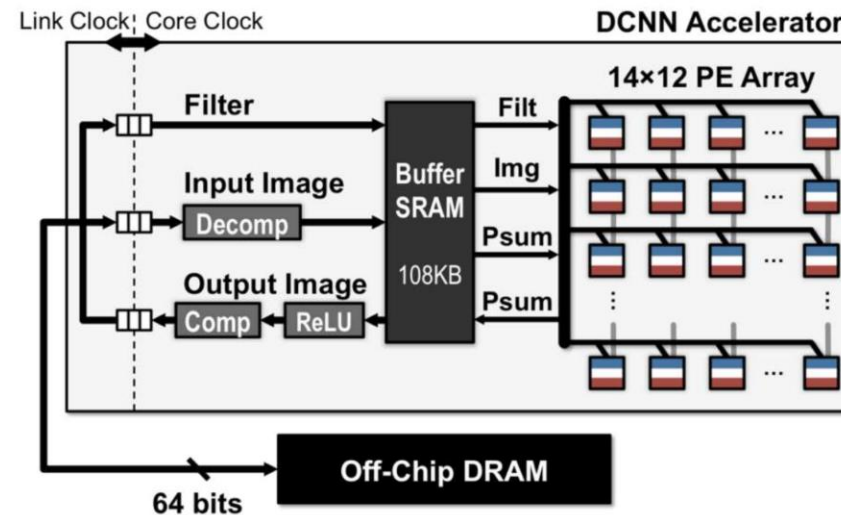 Link Clock Core Clock
DCNN Accelerator
14×12 PE Array
Filter
Filt
Input Image
Decomp
Buffer
SRAM
108KB
Img
Psum
Output Image
Comp
ReLU
Psum
...
...
...
...
Off-Chip DRAM
64 bits